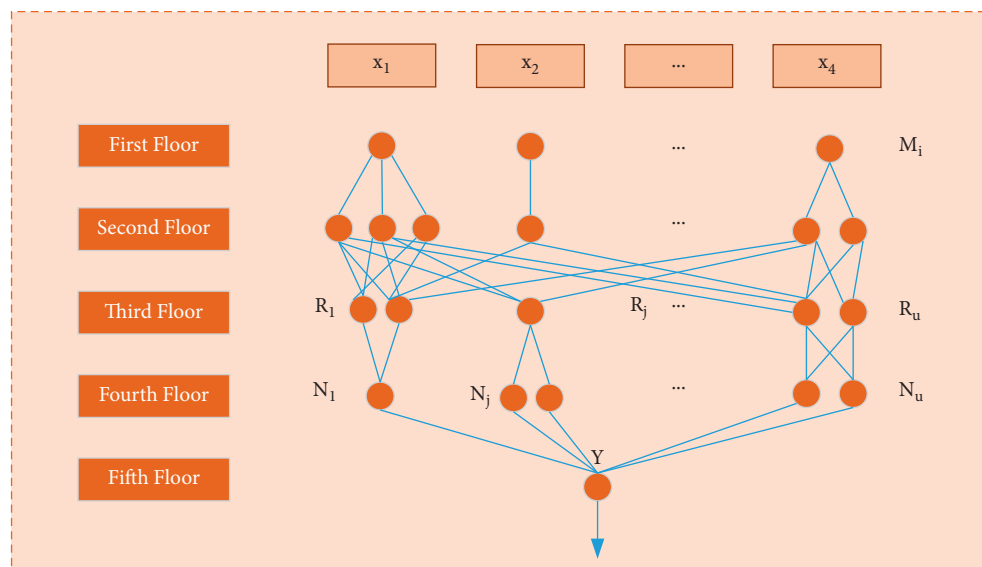 x₁ x₂ ... x₄
First Floor ... Mᵢ
Second Floor ...
Third Floor R₁ Rⱼ ... Rᵤ
Fourth Floor N₁ Nⱼ ... Nᵤ
Y
Fifth Floor